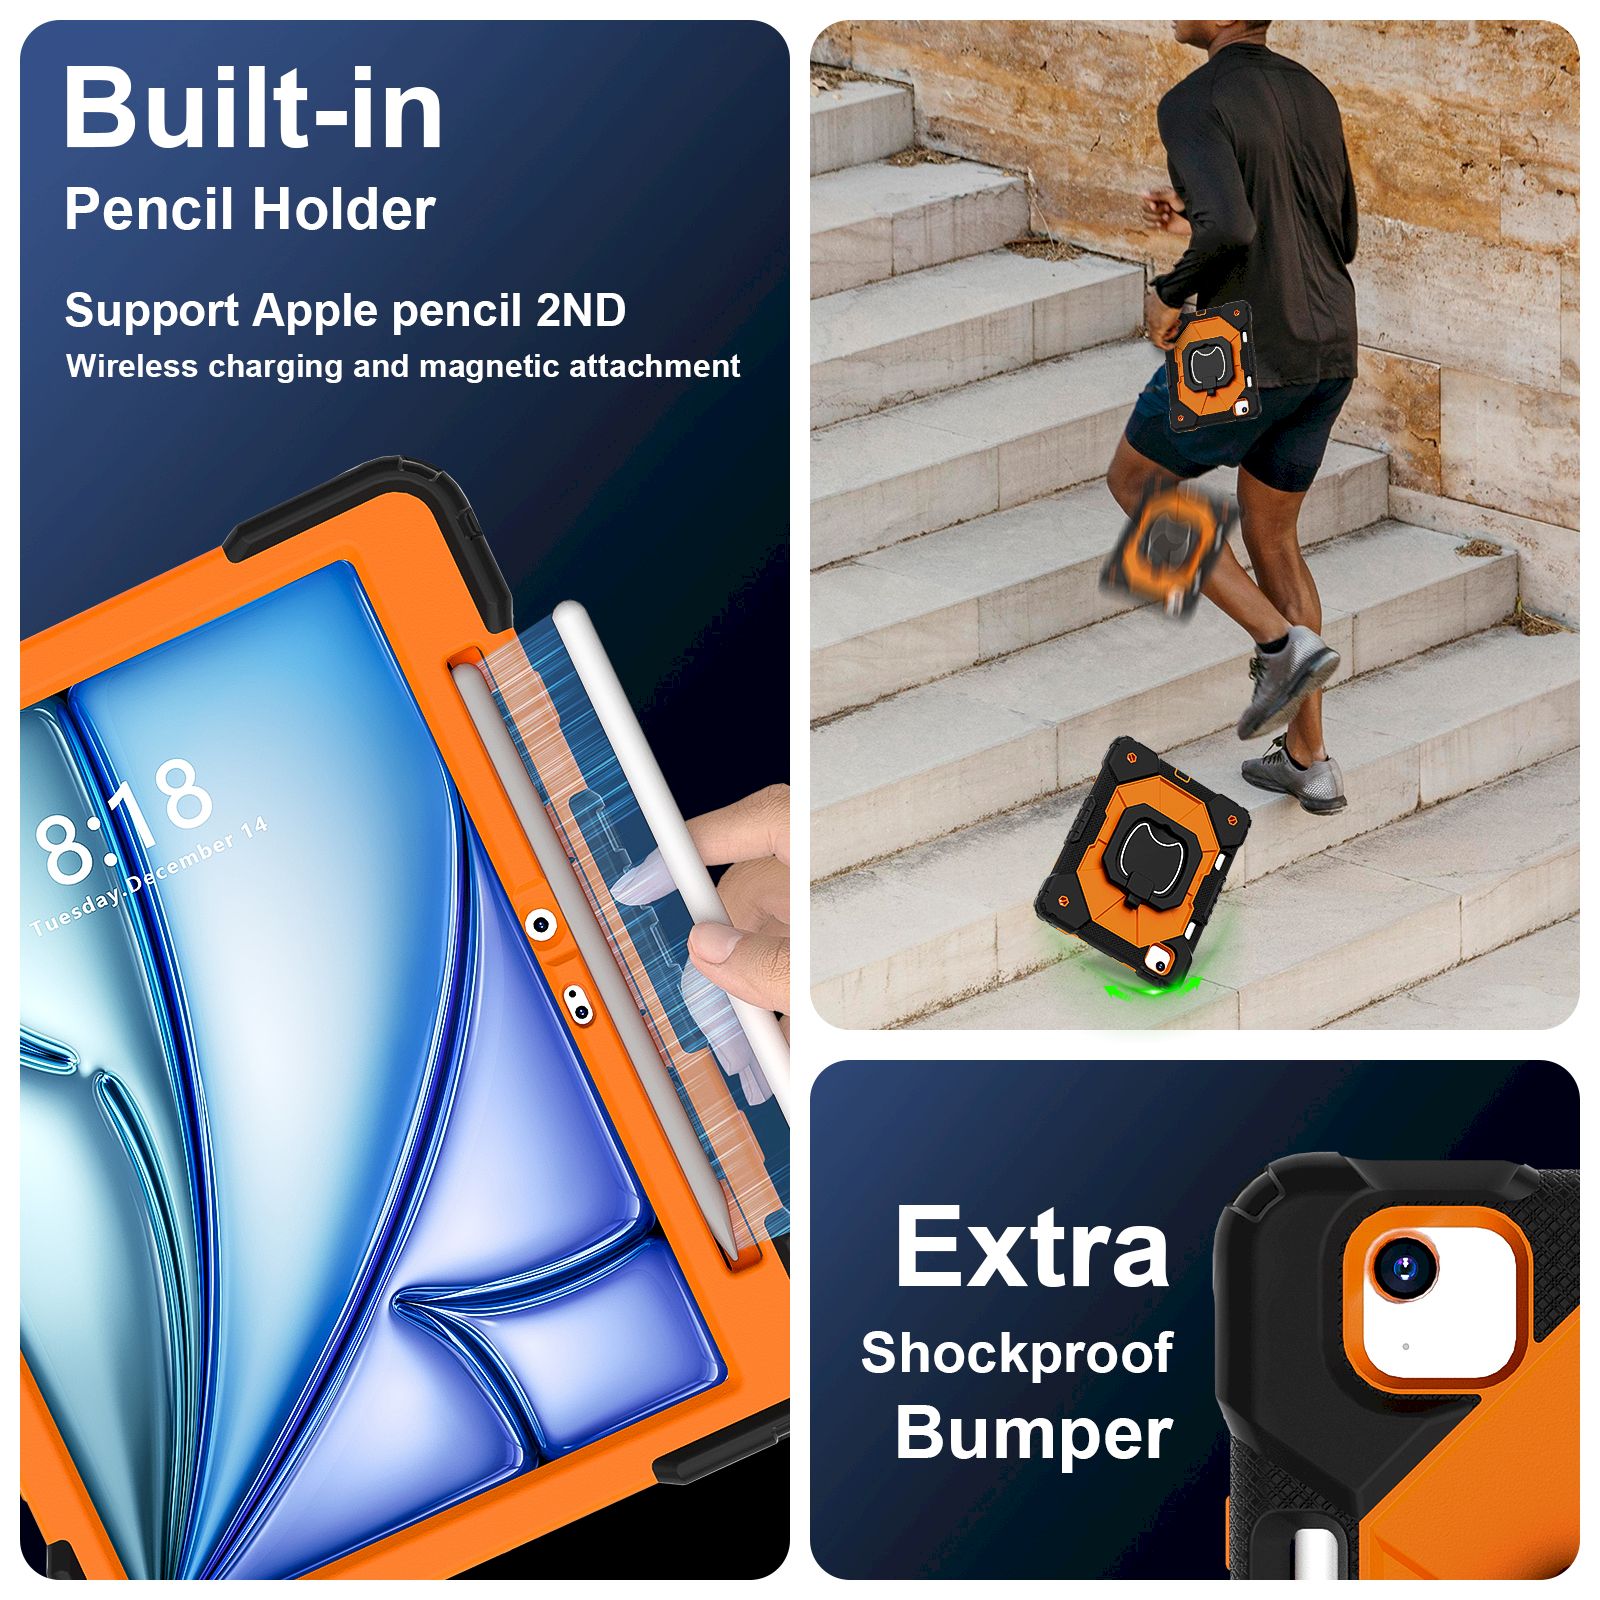 Built-in
Pencil Holder
Support Apple pencil 2ND
Wireless charging and magnetic attachment
8:18
Tuesday.December 14
Extra
Shockproof
Bumper